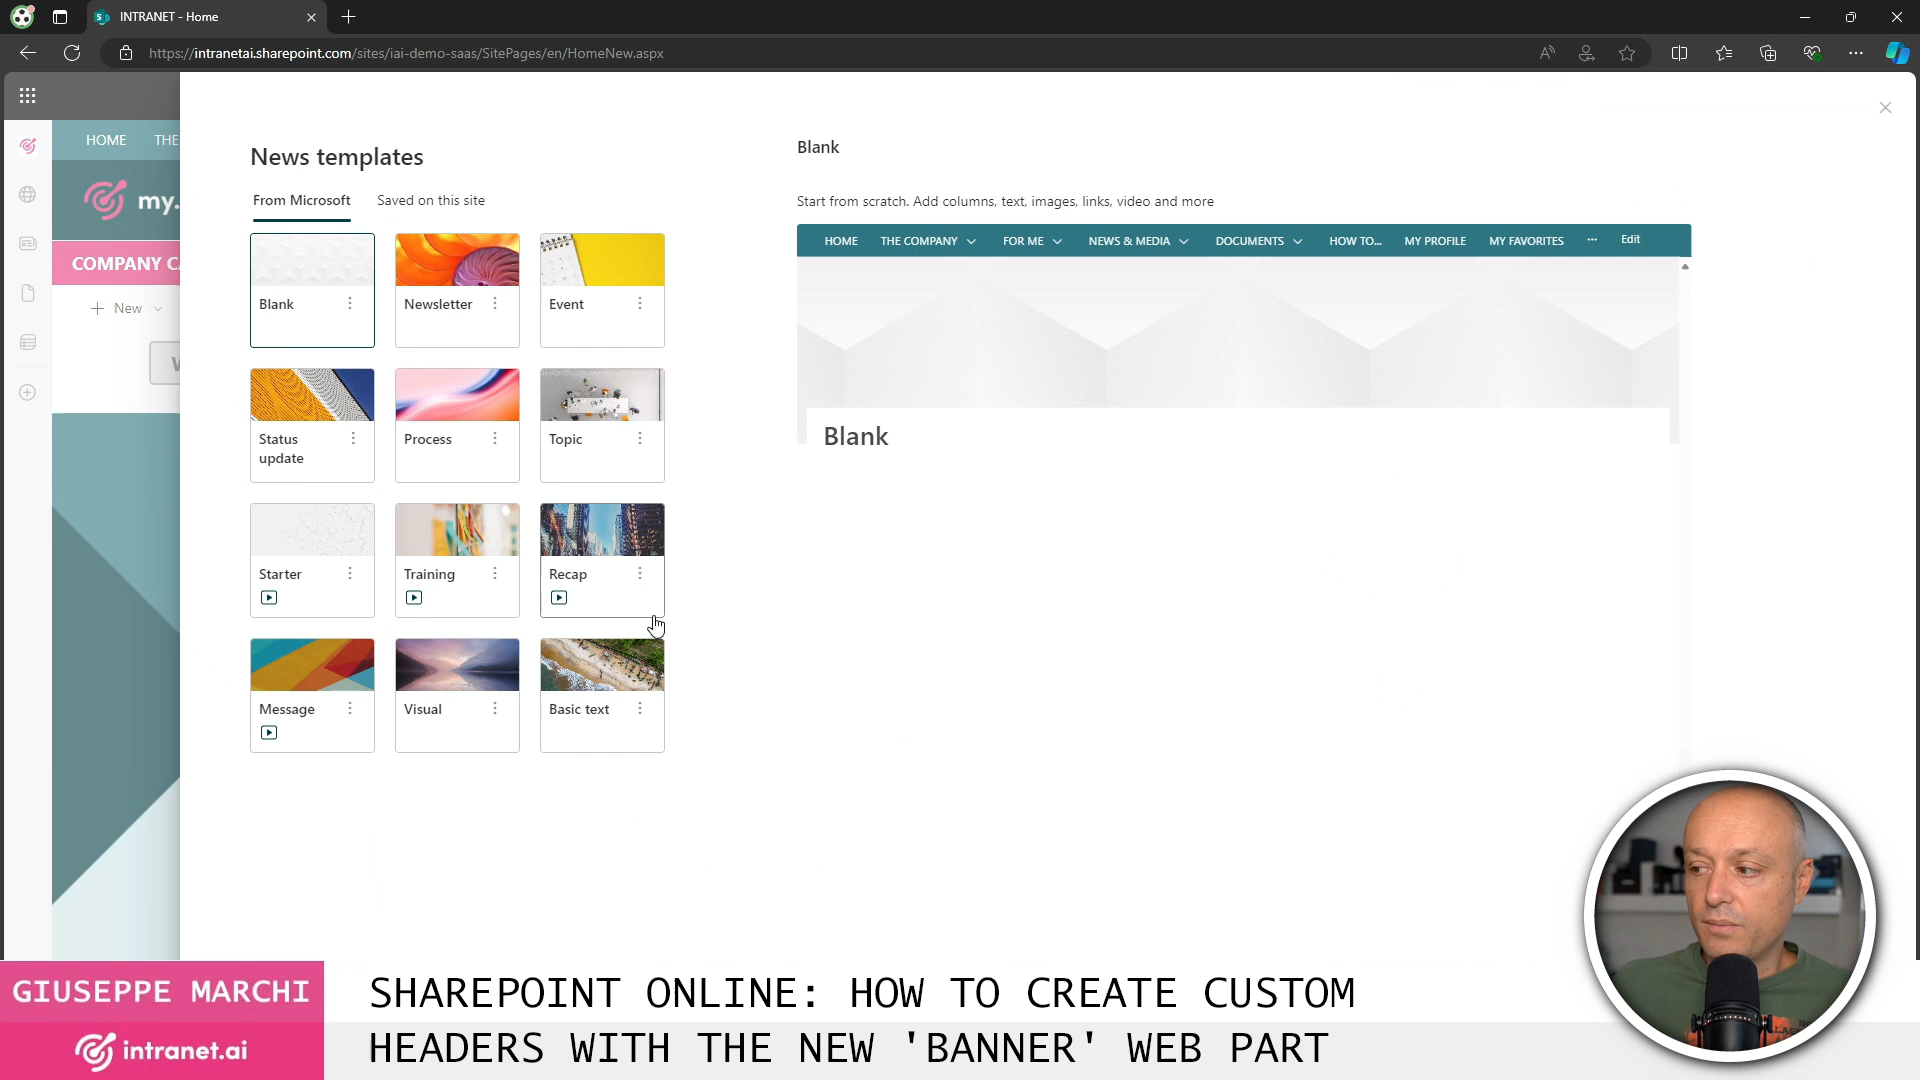 INTRANET - Home
https://intranetai.sharepoint.com/sites/iai-demo-saas/SitePages/en/HomeNew.aspx
HOME THE
my.
COMPANY CA
New
News templates
From Microsoft Saved on this site
Blank
Newsletter
Event
Status
update
Process
Topic
Starter
Training
Recap
Message
Visual
Basic text
Blank
Start from scratch. Add columns, text, images, links, video and more
HOME THE COMPANY FOR ME NEWS & MEDIA DOCUMENTS HOW TO... MY PROFILE MY FAVORITES ... Edit
Blank
GIUSEPPE MARCHI
intranet.ai
SHAREPOINT ONLINE: HOW TO CREATE CUSTOM
HEADERS WITH THE NEW 'BANNER' WEB PART